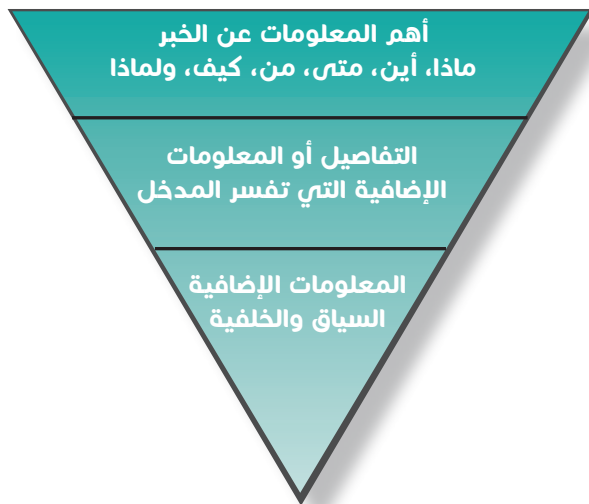 أهم المعلومات عن الخبر
ماذا، أين، متى، من، كيف، ولماذا
التفاصيل أو المعلومات
الإضافية التي تفسر المدخل
المعلومات الإضافية
السياق والخلفية